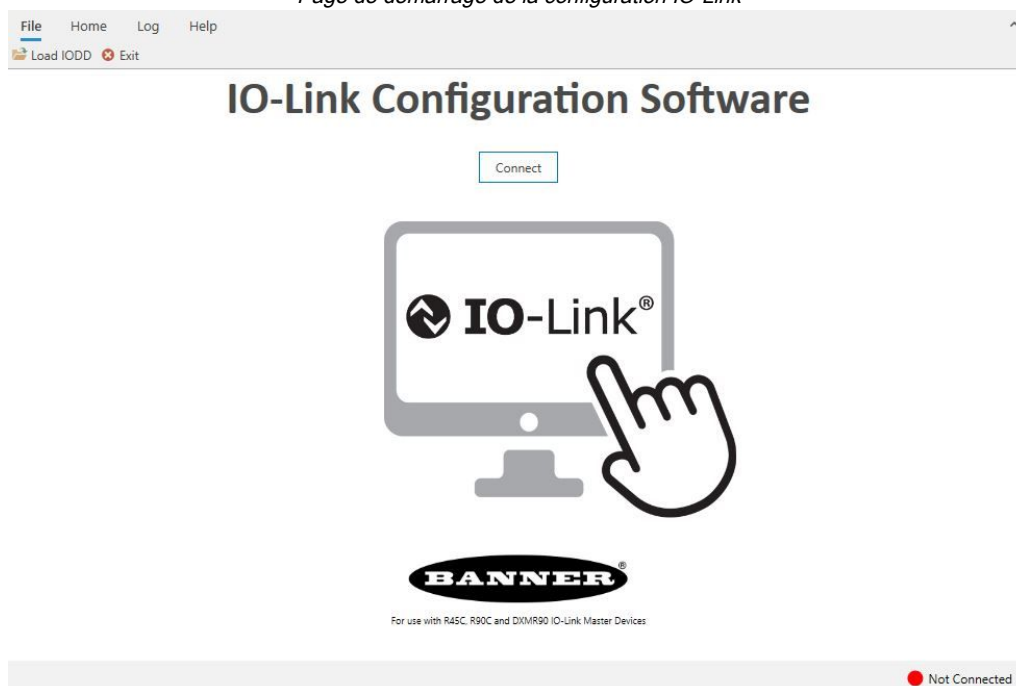 Page de démarrage de la configuration IO-Link
File Home Log Help
Load IODD Exit
IO-Link Configuration Software
Connect
IO-Link®
BANNER®
For use with R45C, R90C and DXMR90 IO-Link Master Devices
Not Connected